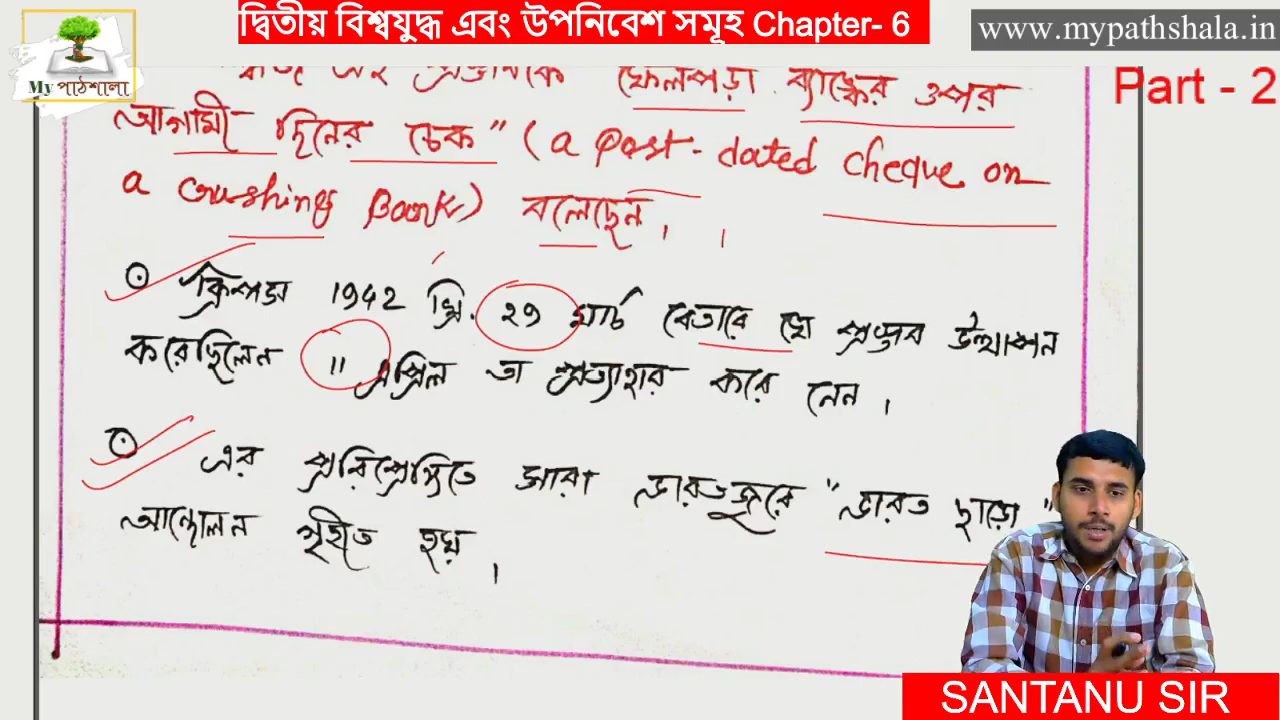 দ্বিতীয় বিশ্বযুদ্ধ এবং উপনিবেশ সমূহ Chapter- 6
www.mypathshala.in
My পাঠশালা
Part - 2
ফেলপড়া ব্যাঙ্কের ওপর
আগামী দিনের চেক" (a post-dated cheque on
a crushing Bank) বলেছেন।
ক্রিপস 1942 খ্রি. ২৯ মার্চ বেতারে যে প্রস্তাব উত্থাপন
করেছিলেন 11 এপ্রিল তা প্রত্যাহার করে নেন।
এর পরিপ্রেক্ষিতে সারা ভারতজুরে "ভারত ছাড়ো"
আন্দোলন গৃহীত হয়।
SANTANU SIR